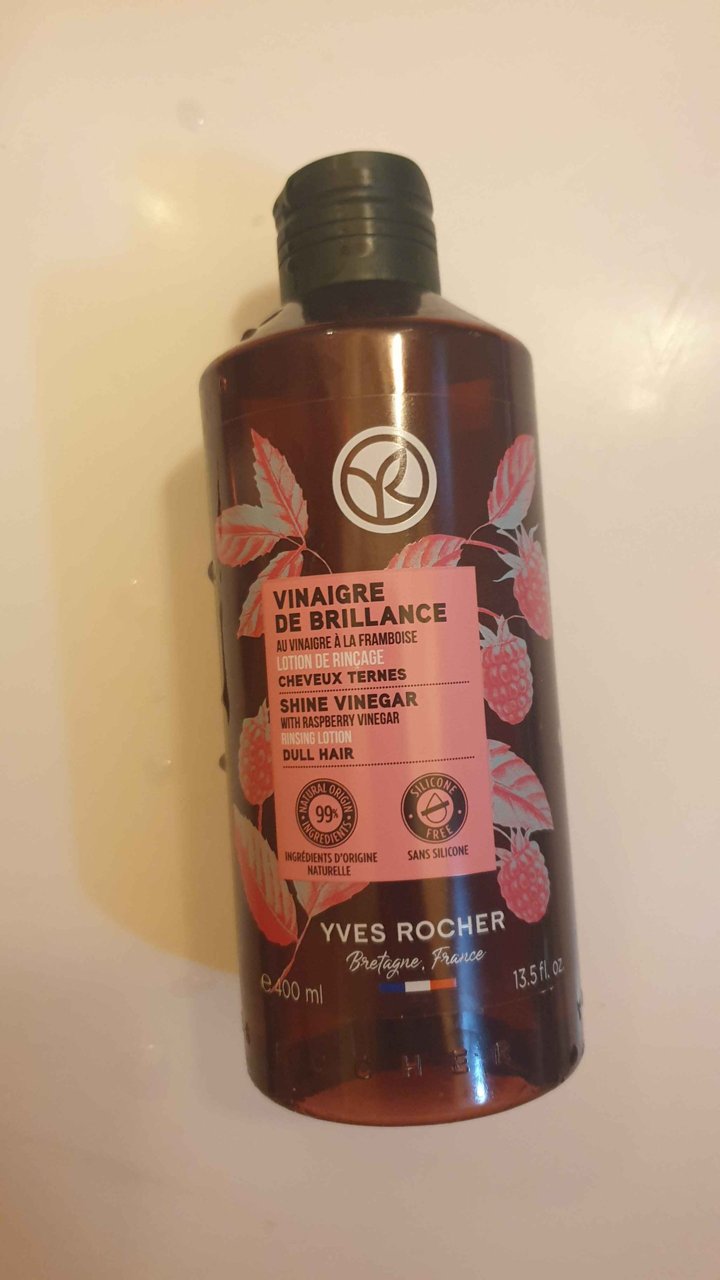 VINAIGRE
DE BRILLANCE
AU VINAIGRE À LA FRAMBOISE
LOTION DE RINÇAGE
CHEVEUX TERNES
SHINE VINEGAR
WITH RASPBERRY VINEGAR
RINSING LOTION
DULL HAIR
NATURAL ORIGIN
99%
INGREDIENTS
SILICONE
FREE
INGRÉDIENTS D'ORIGINE
NATURELLE
SANS SILICONE
YVES ROCHER
Bretagne, France
e 400 ml
13.5 fl. oz